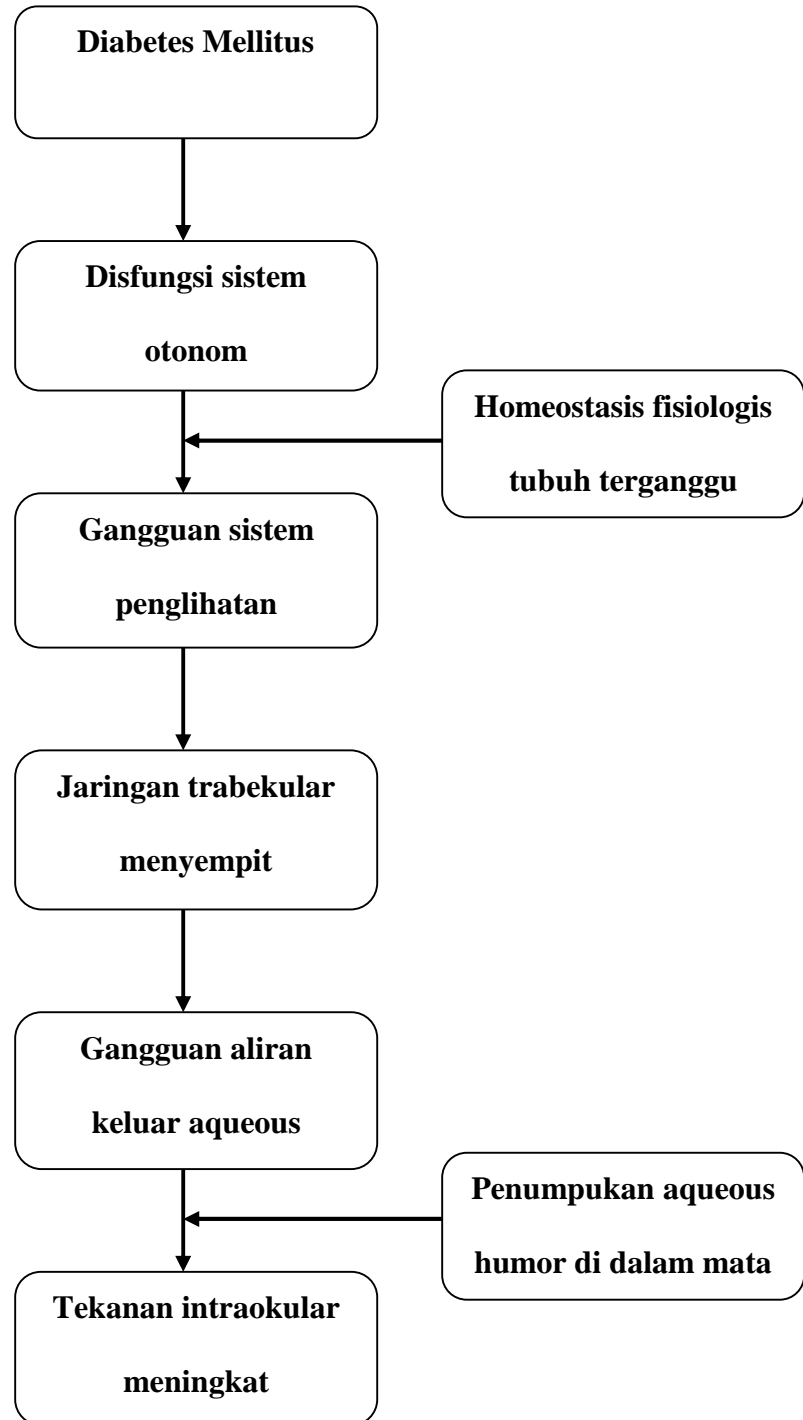 Diabetes Mellitus
Disfungsi sistem
otonom
Homeostasis fisiologis
tubuh terganggu
Gangguan sistem
penglihatan
Jaringan trabekular
menyempit
Gangguan aliran
keluar aqueous
Penumpukan aqueous
humor di dalam mata
Tekanan intraokular
meningkat